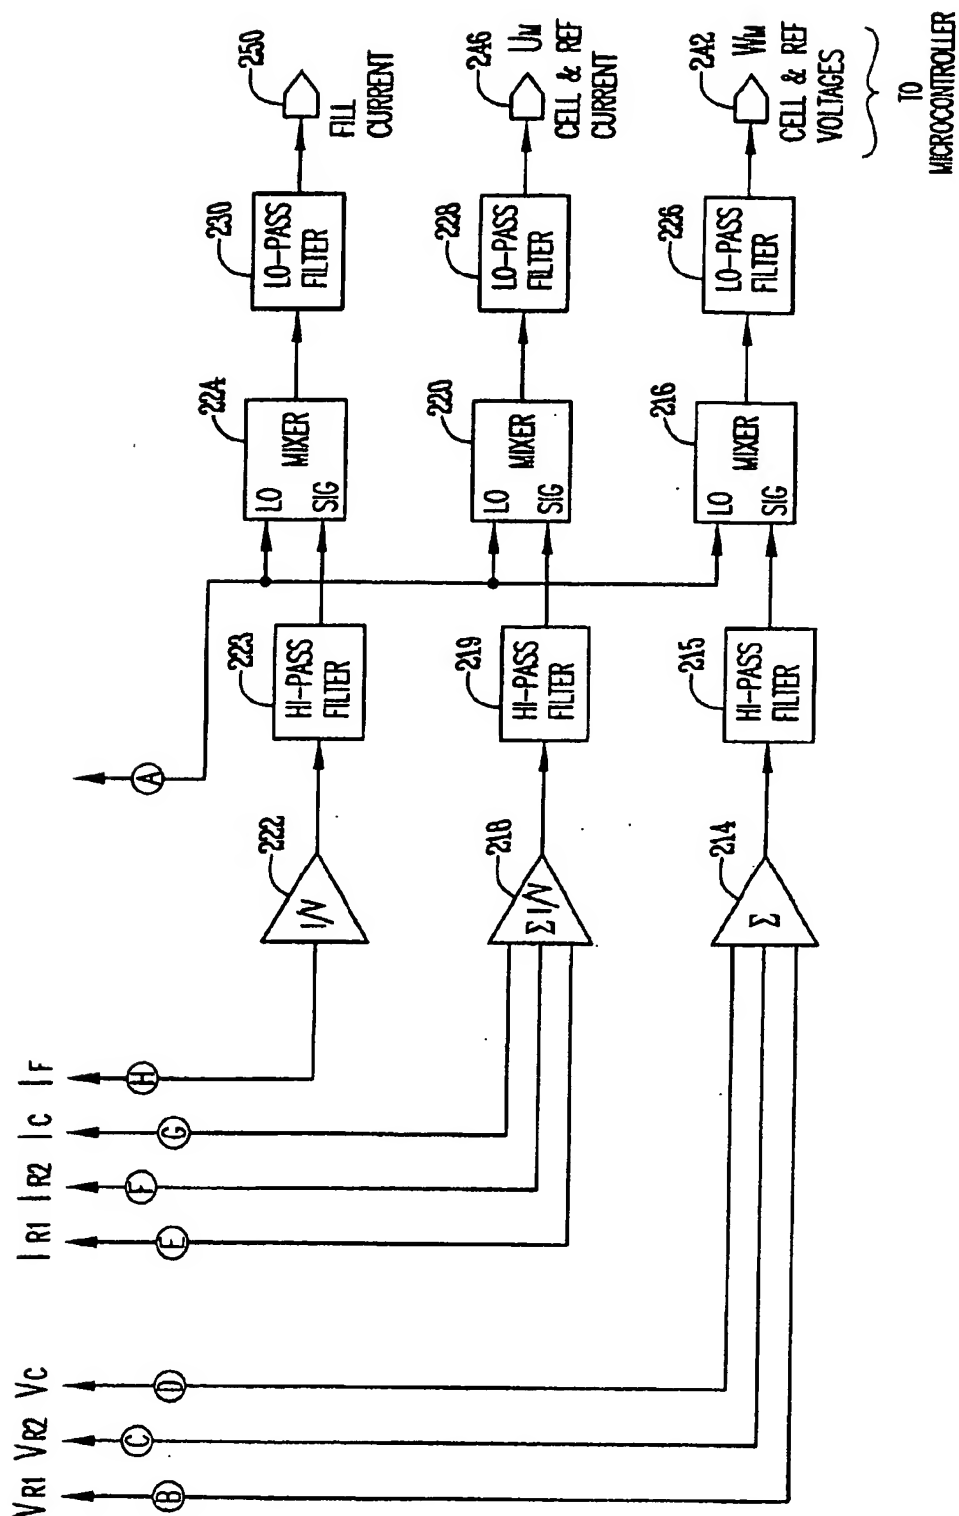 VR1 VR2 VC
IR1 IR2 IC IF
B
C
D
E
F
G
H
A
222
I/V
223
HI-PASS
FILTER
224
LO
SIG
MIXER
230
LO-PASS
FILTER
250
FILL
CURRENT
218
Σ I/V
219
HI-PASS
FILTER
220
LO
SIG
MIXER
228
LO-PASS
FILTER
246
UM
CELL & REF
CURRENT
214
Σ
215
HI-PASS
FILTER
216
LO
SIG
MIXER
226
LO-PASS
FILTER
242
WM
CELL & REF
VOLTAGES
TO
MICROCONTROLLER